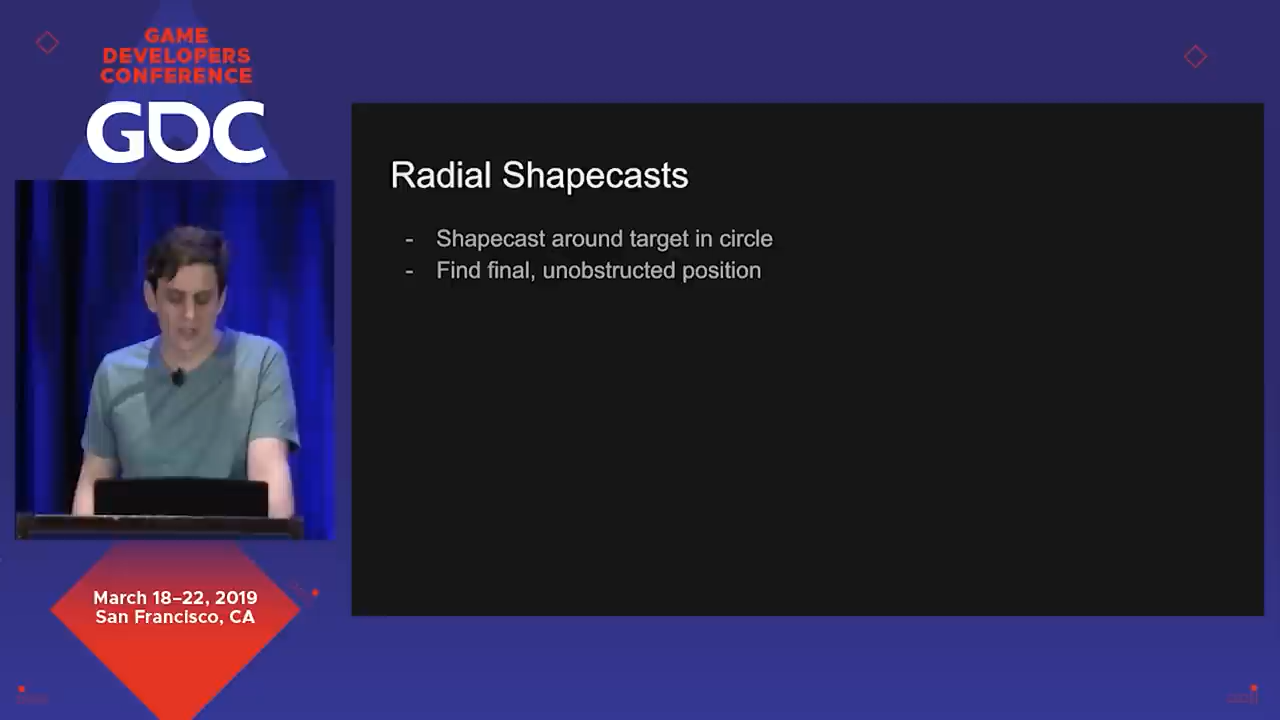 GAME
DEVELOPERS
CONFERENCE
GDC
Radial Shapecasts
- Shapecast around target in circle
- Find final, unobstructed position
March 18–22, 2019
San Francisco, CA